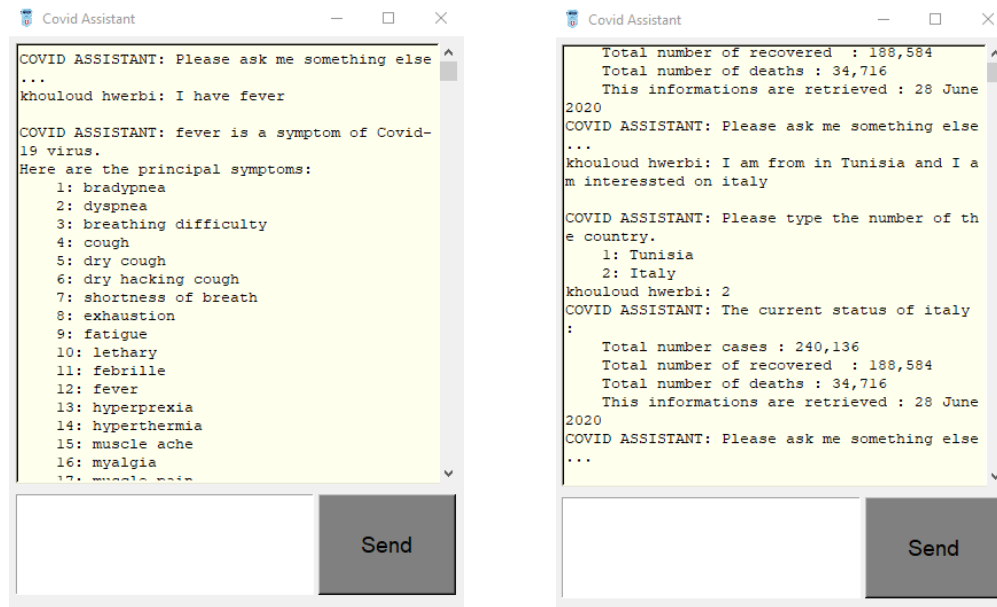 Covid Assistant
COVID ASSISTANT: Please ask me something else
...
khouloud hwerbi: I have fever
COVID ASSISTANT: fever is a symptom of Covid-
19 virus.
Here are the principal symptoms:
1: bradypnea
2: dyspnea
3: breathing difficulty
4: cough
5: dry cough
6: dry hacking cough
7: shortness of breath
8: exhaustion
9: fatigue
10: lethary
11: febrille
12: fever
13: hyperprexia
14: hyperthermia
15: muscle ache
16: myalgia
17: muscle pain
Send
Covid Assistant
Total number of recovered  : 188,584
Total number of deaths : 34,716
This informations are retrieved : 28 June
2020
COVID ASSISTANT: Please ask me something else
...
khouloud hwerbi: I am from in Tunisia and I a
m interessted on italy
COVID ASSISTANT: Please type the number of th
e country.
1: Tunisia
2: Italy
khouloud hwerbi: 2
COVID ASSISTANT: The current status of italy
:
Total number cases : 240,136
Total number of recovered  : 188,584
Total number of deaths : 34,716
This informations are retrieved : 28 June
2020
COVID ASSISTANT: Please ask me something else
...
Send